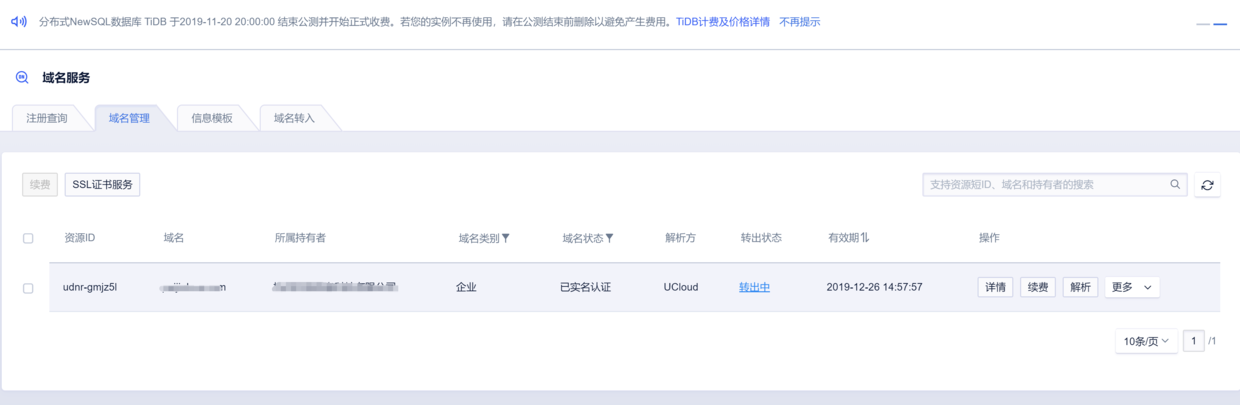 分布式NewSQL数据库 TiDB 于2019-11-20 20:00:00 结束公测并开始正式收费。若您的实例不再使用，请在公测结束前删除以避免产生费用。TiDB计费及价格详情 不再提示
域名服务
注册查询 域名管理 信息模板 域名转入
续费 SSL证书服务 支持资源短ID、域名和持有者的搜索
资源ID 域名 所属持有者 域名类别 域名状态 解析方 转出状态 有效期 操作
udnr-gmjz5l 企业 已实名认证 UCloud 转出中 2019-12-26 14:57:57 详情 续费 解析 更多
10条/页 1 /1